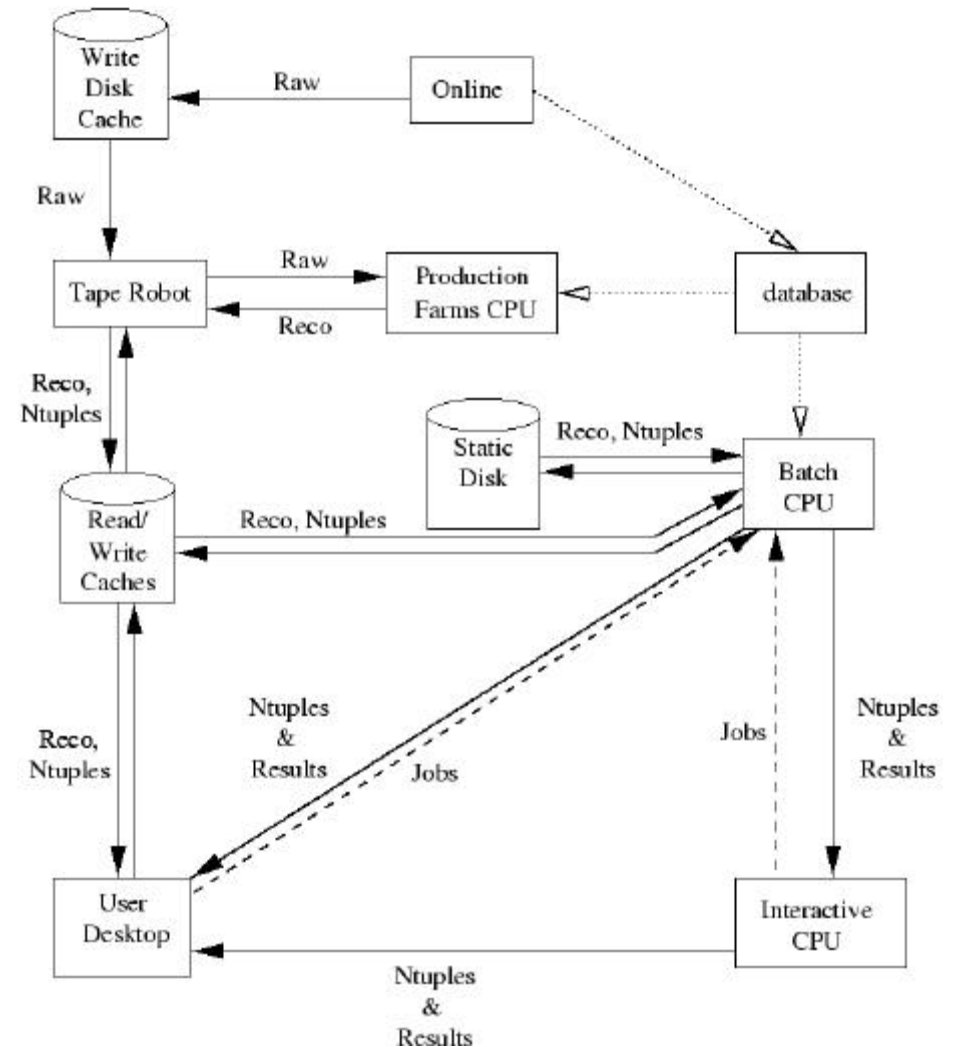 Write
Disk
Cache
Raw
Online
Raw
Tape Robot
Raw
Reco
Production
Farms CPU
database
Reco,
Ntuples
Static
Disk
Reco, Ntuples
Batch
CPU
Read/
Write
Caches
Reco, Ntuples
Reco,
Ntuples
Ntuples
&
Results
Jobs
Jobs
Ntuples
&
Results
User
Desktop
Interactive
CPU
Ntuples
&
Results